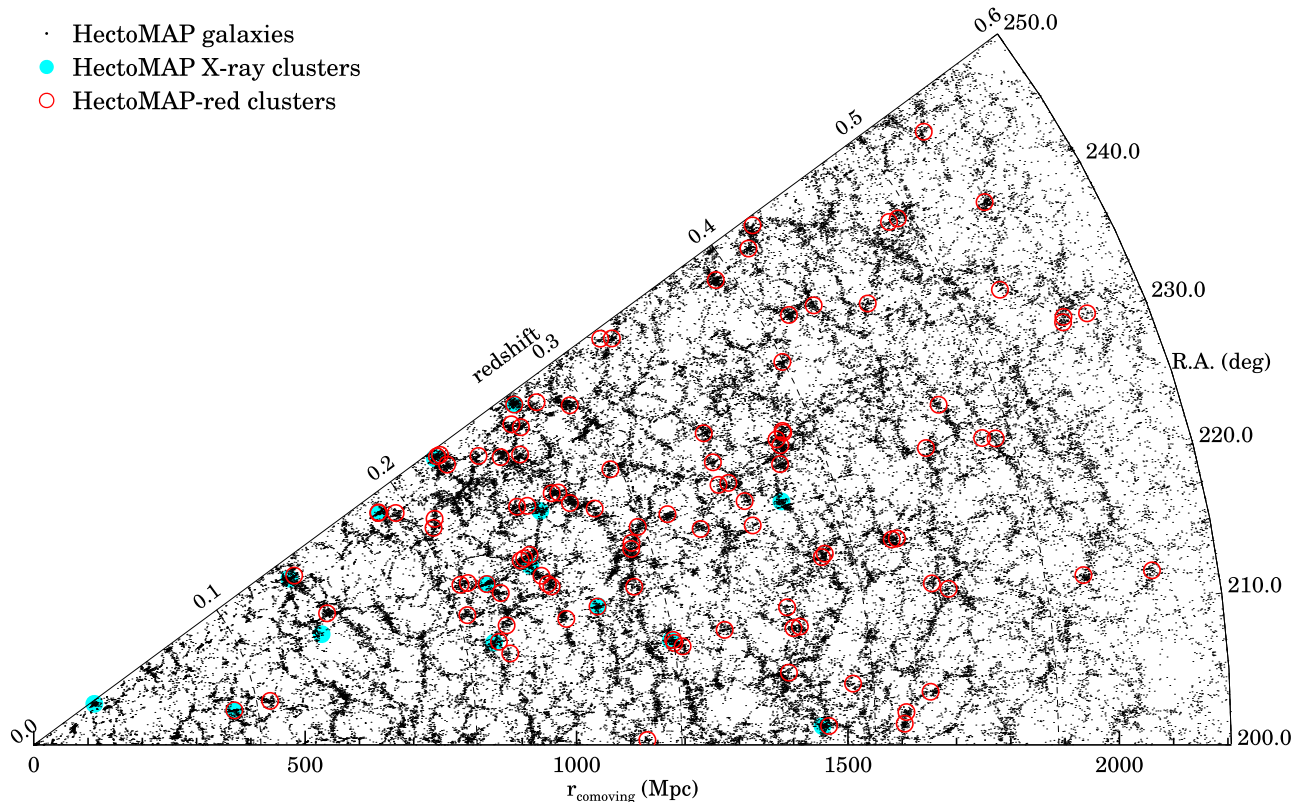 HectoMAP galaxies
HectoMAP X-ray clusters
HectoMAP-red clusters
0.0
0.1
0.2
0.3
0.4
0.5
0.6
redshift
250.0
240.0
230.0
R.A. (deg)
220.0
210.0
200.0
0 500 1000 1500 2000
r_comoving (Mpc)